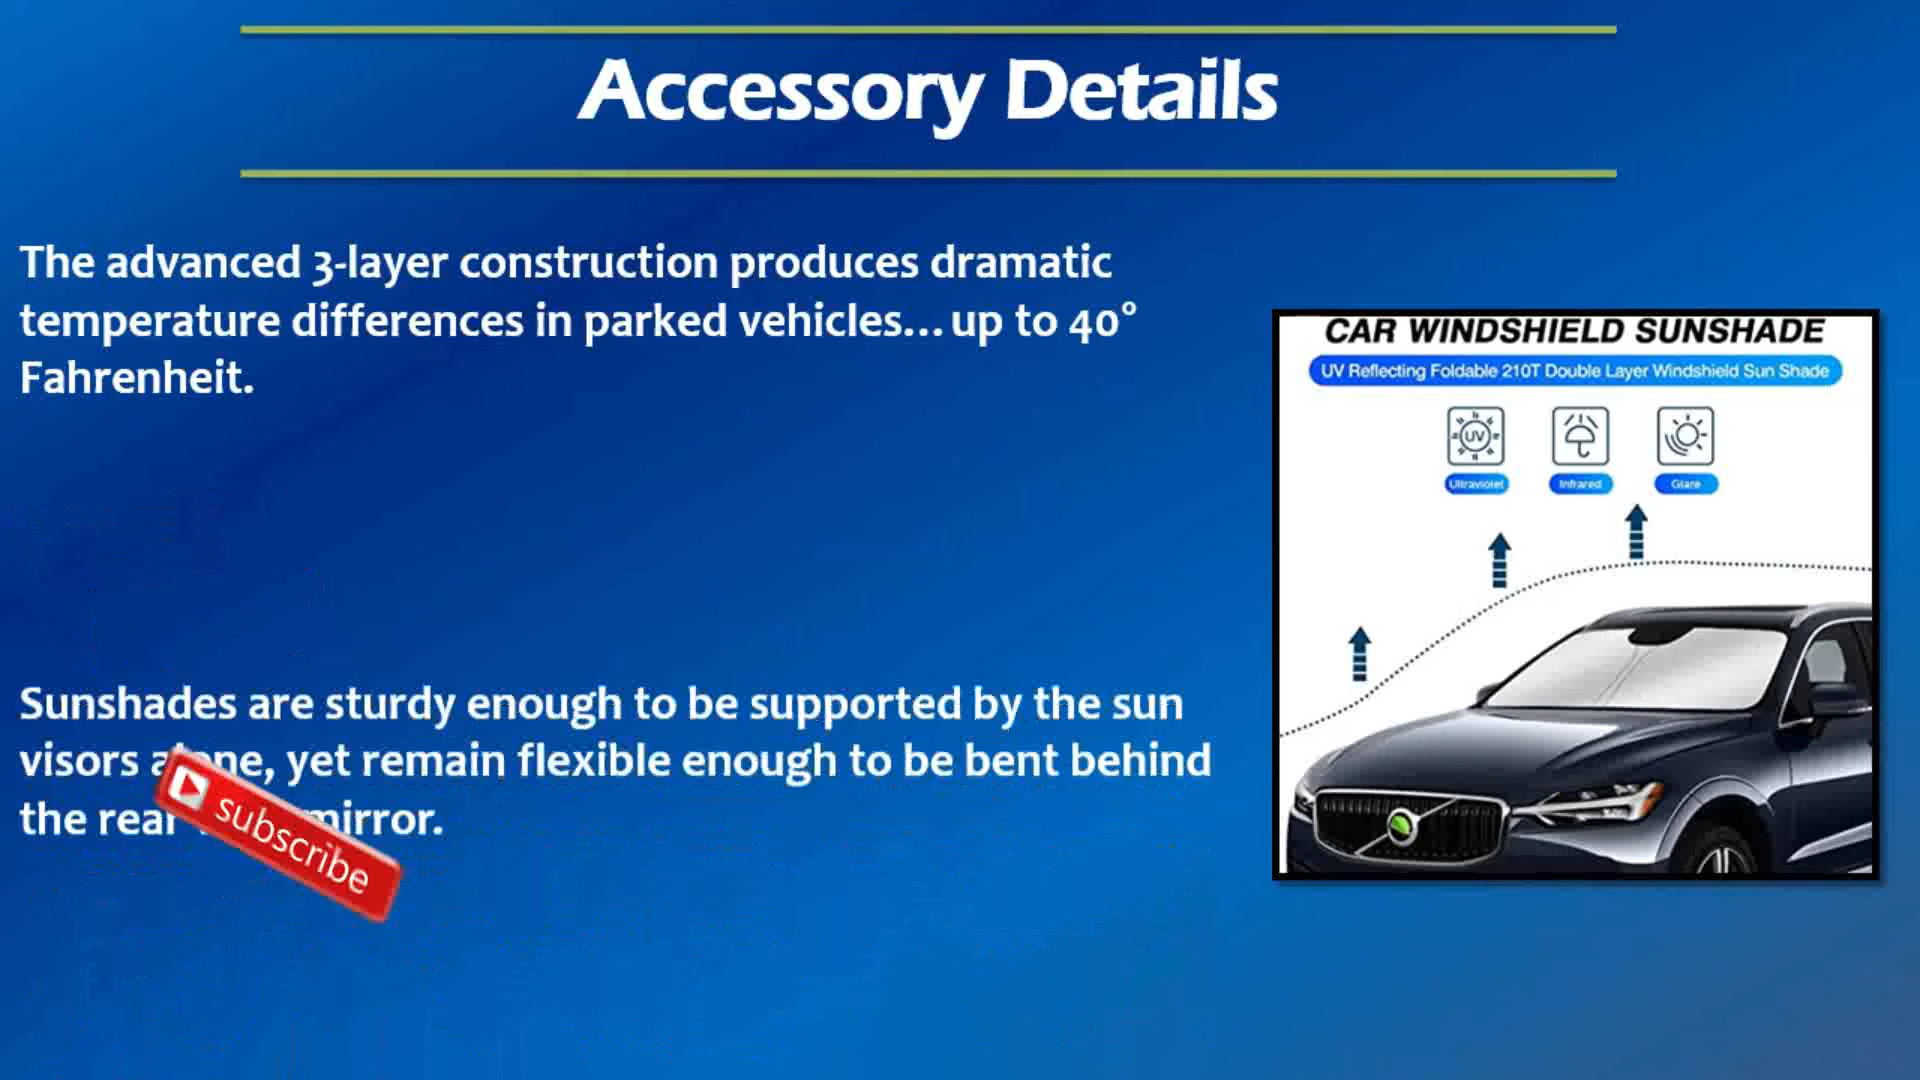 Accessory Details
The advanced 3-layer construction produces dramatic
temperature differences in parked vehicles...up to 40°
Fahrenheit.
CAR WINDSHIELD SUNSHADE
UV Reflecting Foldable 210T Double Layer Windshield Sun Shade
UV
Ultraviolet
Infrared
Glare
Sunshades are sturdy enough to be supported by the sun
visors yet remain flexible enough to be bent behind
the rear mirror.
subscribe